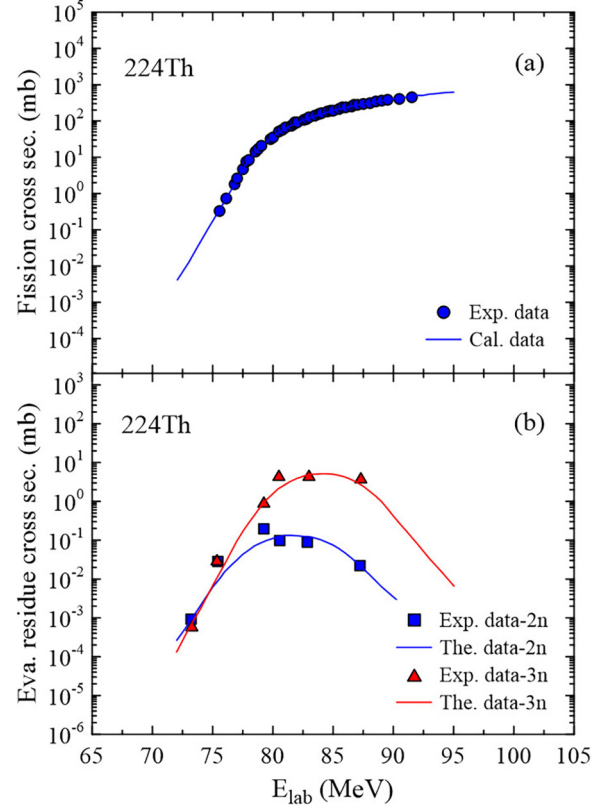 10^5
224Th
(a)
10^4
10^3
10^2
10^1
10^0
10^-1
10^-2
10^-3
10^-4
Fission cross sec. (mb)
Exp. data
Cal. data
10^3
224Th
(b)
10^2
10^1
10^0
10^-1
10^-2
10^-3
10^-4
10^-5
10^-6
Eva. residue cross sec. (mb)
Exp. data-2n
The. data-2n
Exp. data-3n
The. data-3n
65 70 75 80 85 90 95 100 105
E_lab (MeV)